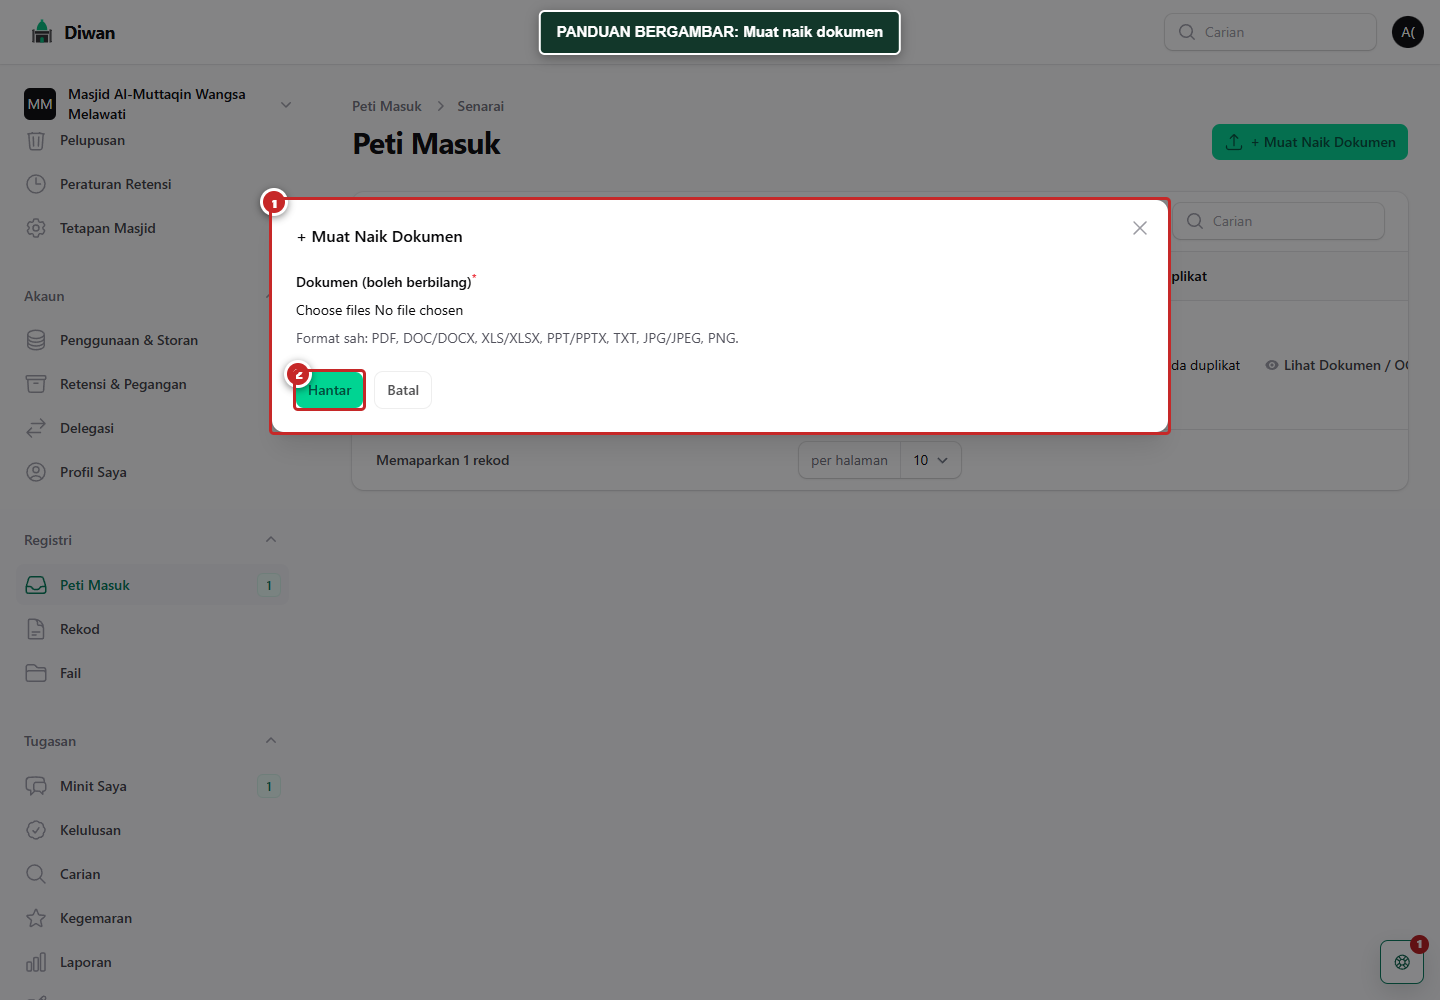 Diwan
PANDUAN BERGAMBAR: Muat naik dokumen
Carian
A(
MM
Masjid Al-Muttaqin Wangsa
Melawati
Pelupusan
Peraturan Retensi
Tetapan Masjid
Akaun
Penggunaan & Storan
Retensi & Pegangan
Delegasi
Profil Saya
Registri
Peti Masuk
1
Rekod
Fail
Tugasan
Minit Saya
1
Kelulusan
Carian
Kegemaran
Laporan
Peti Masuk
Senarai
Peti Masuk
+ Muat Naik Dokumen
Carian
plikat
da duplikat
Lihat Dokumen / OC
1
+ Muat Naik Dokumen
Dokumen (boleh berbilang)*
Choose files No file chosen
Format sah: PDF, DOC/DOCX, XLS/XLSX, PPT/PPTX, TXT, JPG/JPEG, PNG.
2
Hantar
Batal
Memaparkan 1 rekod
per halaman
10
1